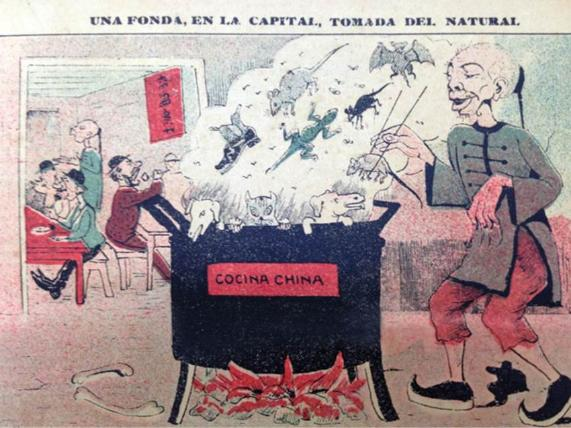 UNA FONDA, EN LA CAPITAL, TOMADA DEL NATURAL
COCINA CHINA